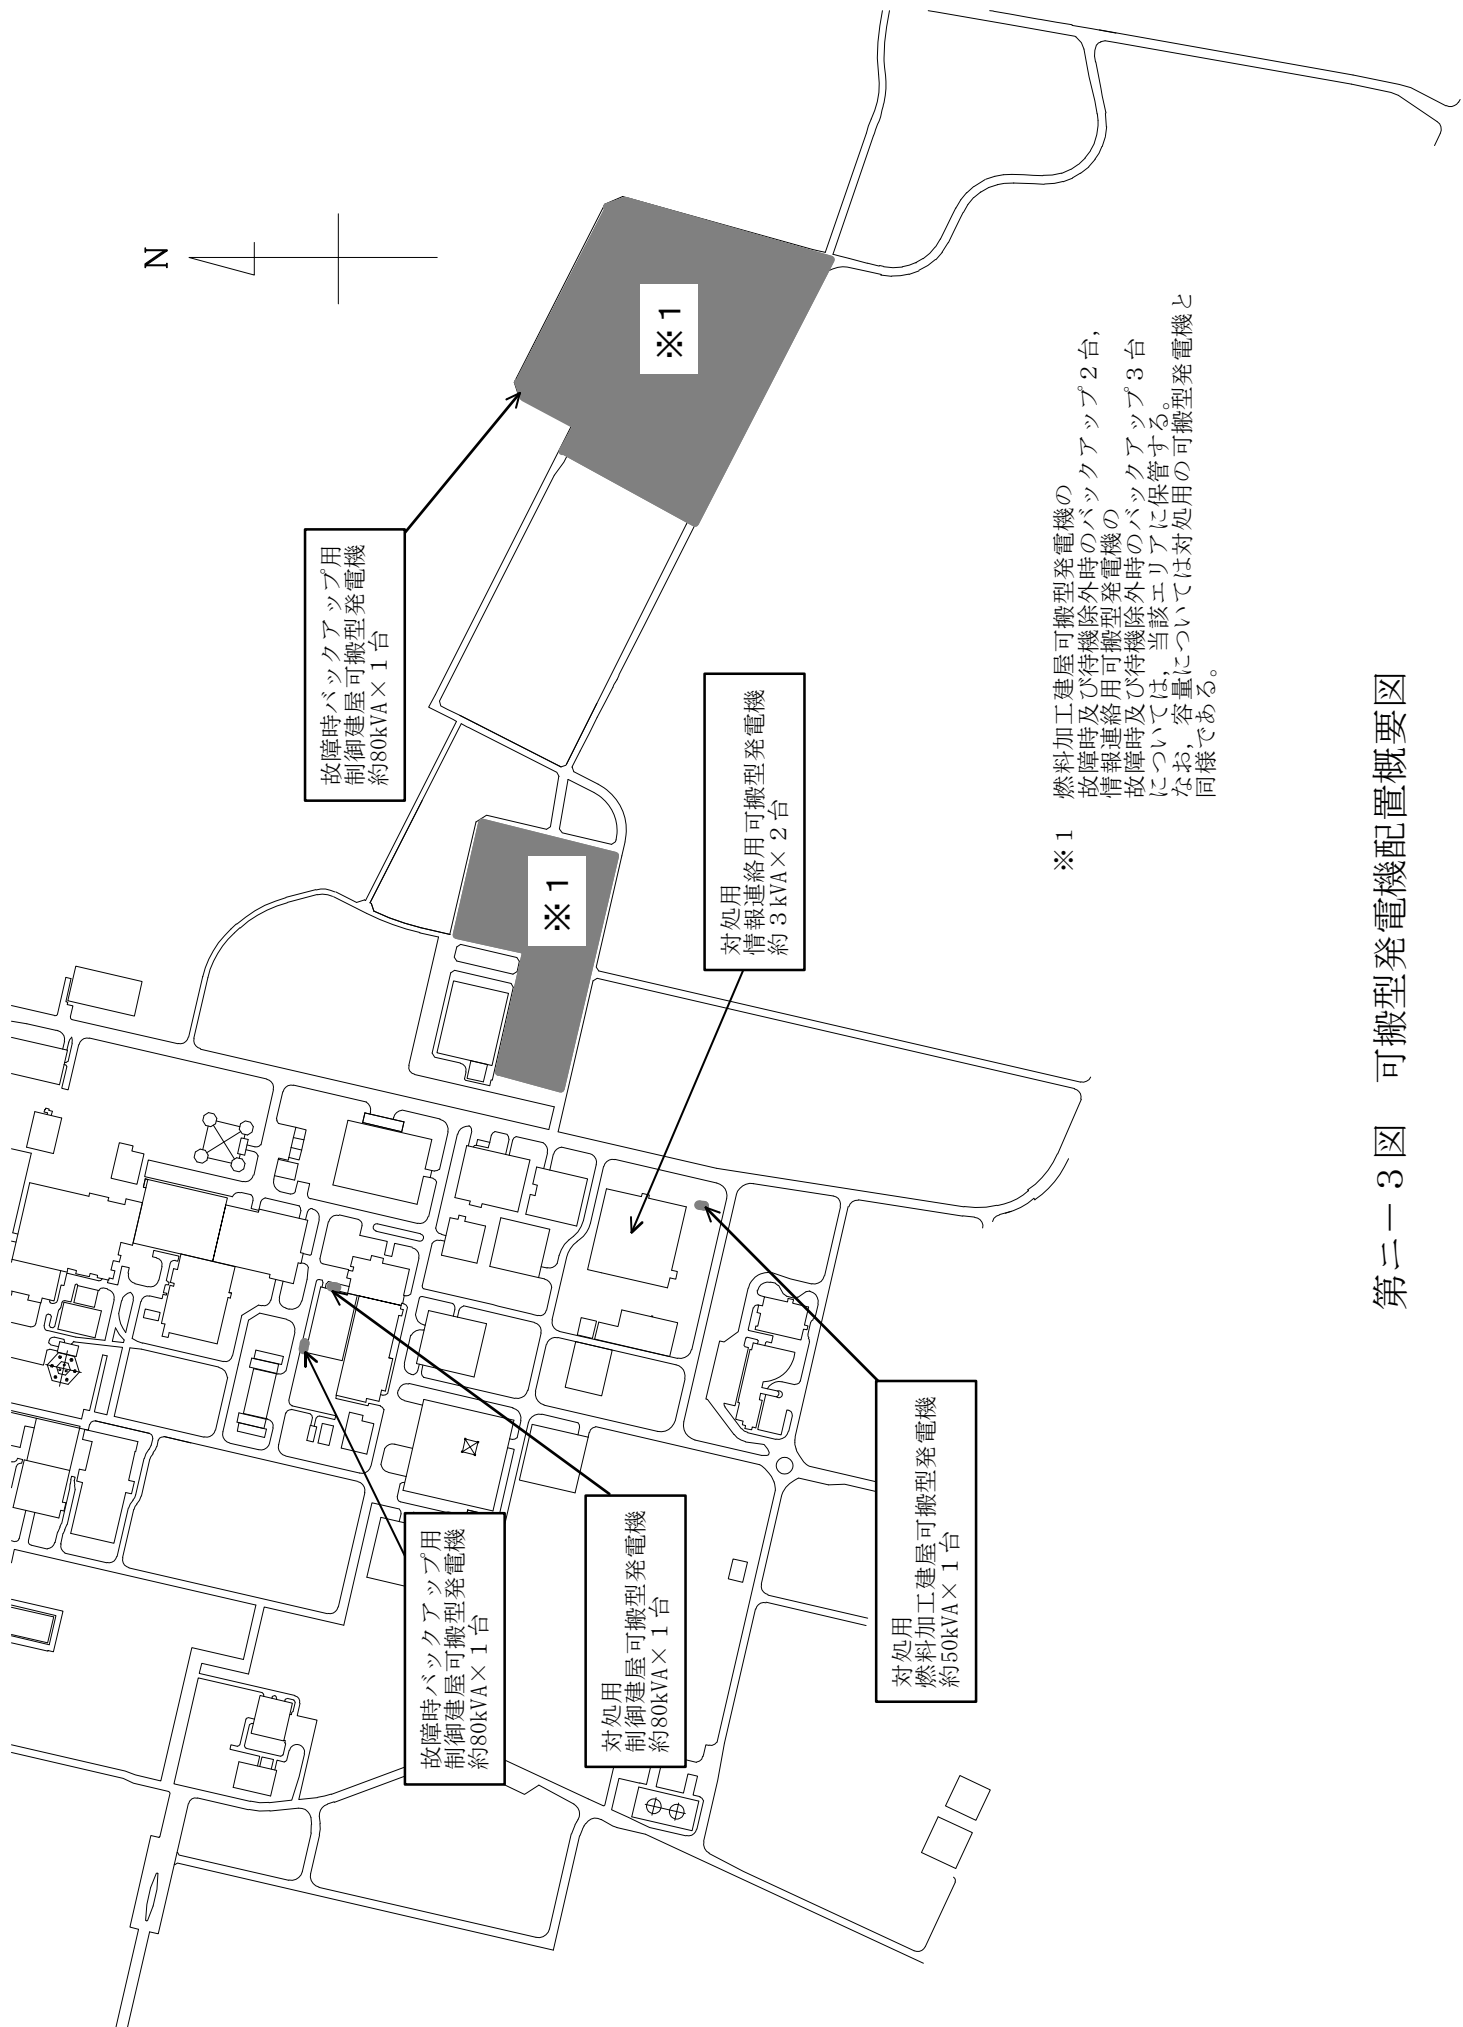 N
※１
※１
故障時バックアップ用
制御建屋可搬型発電機
約80kVA×１台
対処用
情報連絡用可搬型発電機
約３kVA×２台
故障時バックアップ用
制御建屋可搬型発電機
約80kVA×１台
対処用
制御建屋可搬型発電機
約80kVA×１台
対処用
燃料加工建屋可搬型発電機
約50kVA×１台
※１　燃料加工建屋可搬型発電機の
故障時及び待機除外時のバックアップ２台，
情報連絡用可搬型発電機の
故障時及び待機除外時のバックアップ３台
については，当該エリアに保管する。
なお，容量については対処用の可搬型発電機と
同様である。
第ニ－３図　可搬型発電機配置概要図